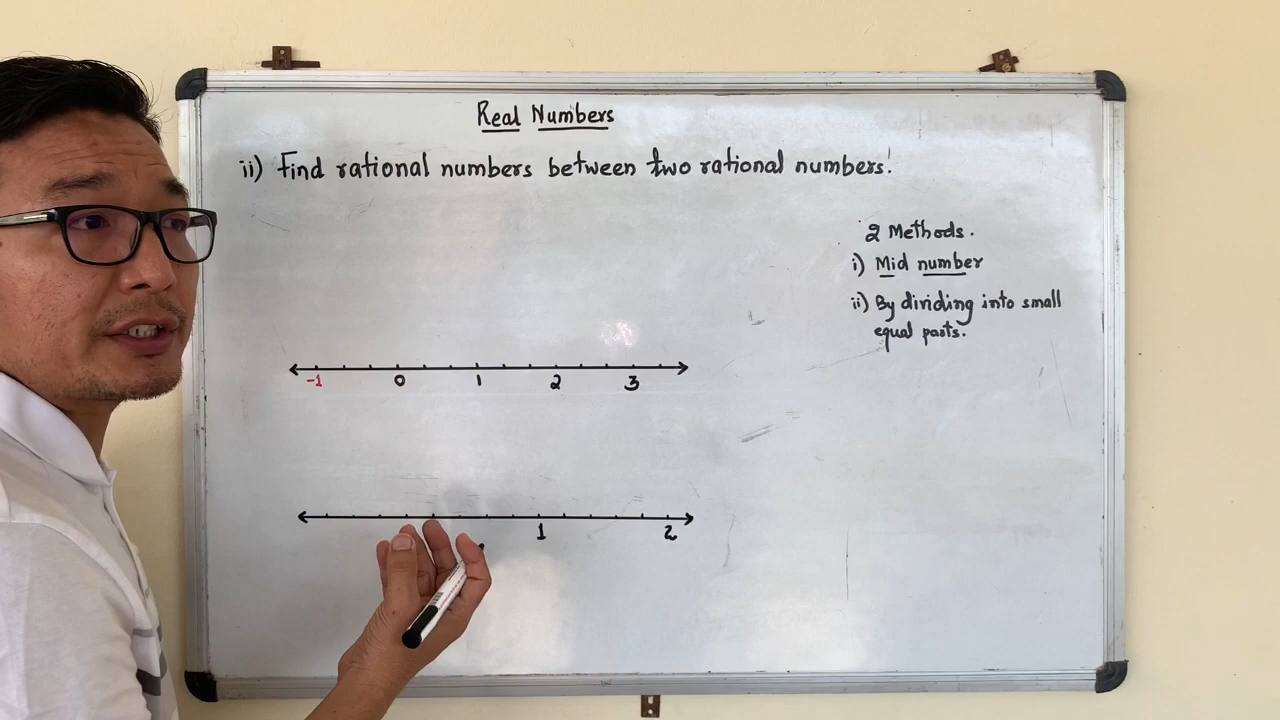 Real Numbers
ii) Find rational numbers between two rational numbers!
2 Methods.
i) Mid number
ii) By dividing into small
equal parts.
-1 0 1 2 3
1 2